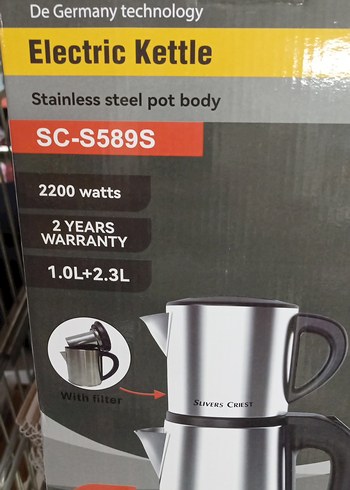 De Germany technology
Electric Kettle
Stainless steel pot body
SC-S589S
2200 watts
2 YEARS
WARRANTY
1.0L+2.3L
With filter
SLIVERS CRIEST